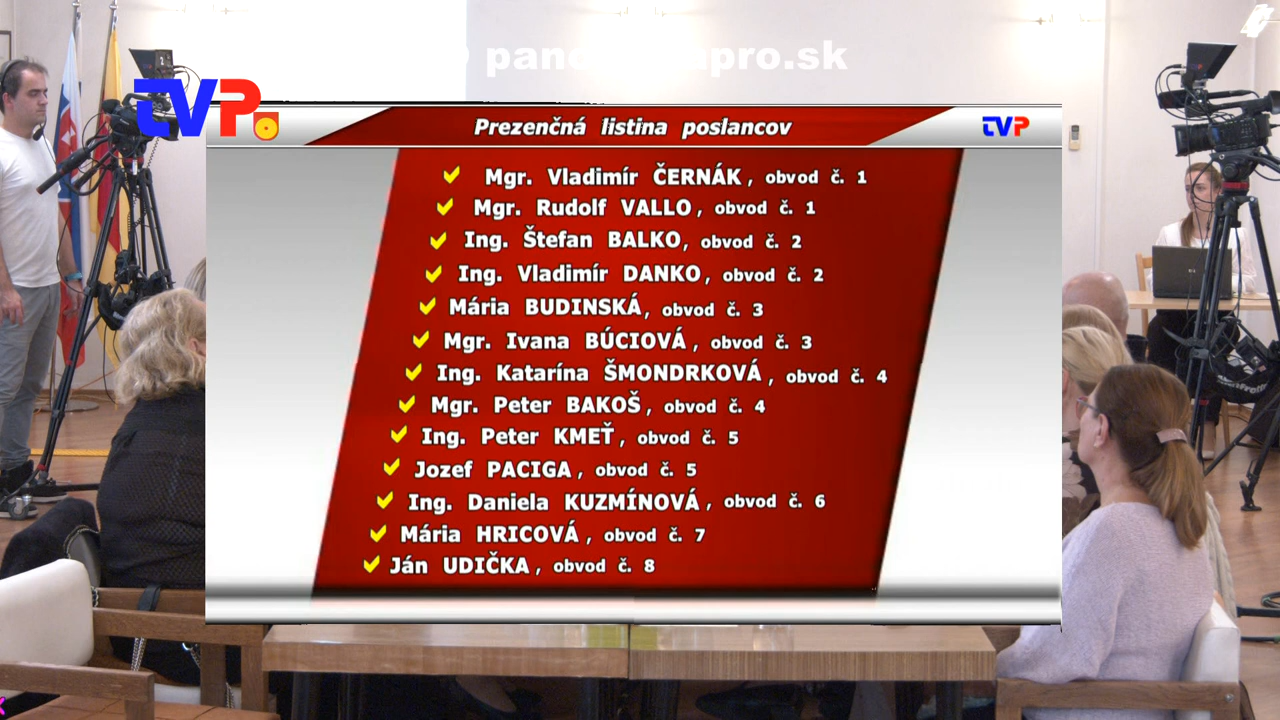 pano pro.sk
TVP
Prezenčná listina poslancov
TVP
Mgr. Vladimír ČERNÁK, obvod č. 1
Mgr. Rudolf VALLO, obvod č. 1
Ing. Štefan BALKO, obvod č. 2
Ing. Vladimír DANKO, obvod č. 2
Mária BUDINSKÁ, obvod č. 3
Mgr. Ivana BÚCIOVÁ, obvod č. 3
Ing. Katarína ŠMONDRKOVÁ, obvod č. 4
Mgr. Peter BAKOŠ, obvod č. 4
Ing. Peter KMEŤ, obvod č. 5
Jozef PACIGA, obvod č. 5
Ing. Daniela KUZMÍNOVÁ, obvod č. 6
Mária HRICOVÁ, obvod č. 7
Ján UDIČKA, obvod č. 8